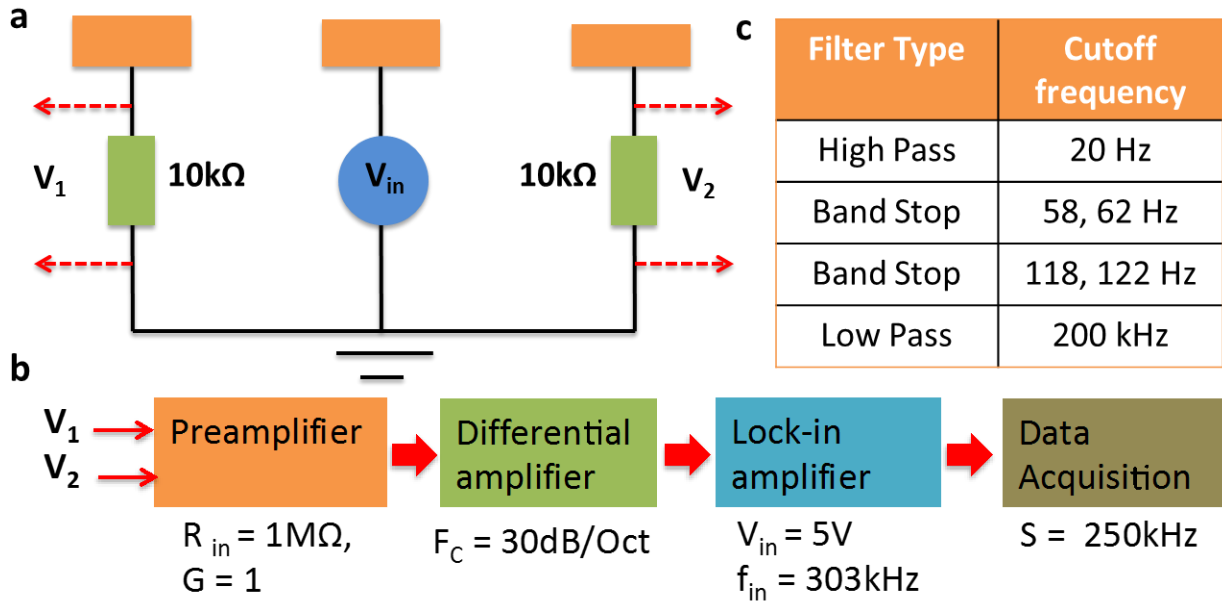 a
V1
10kΩ
Vin
10kΩ
V2
c
Filter Type
Cutoff
frequency
High Pass
20 Hz
Band Stop
58, 62 Hz
Band Stop
118, 122 Hz
Low Pass
200 kHz
b
V1
V2
Preamplifier
R in = 1MΩ,
G = 1
Differential
amplifier
FC = 30dB/Oct
Lock-in
amplifier
Vin = 5V
fin = 303kHz
Data
Acquisition
S = 250kHz